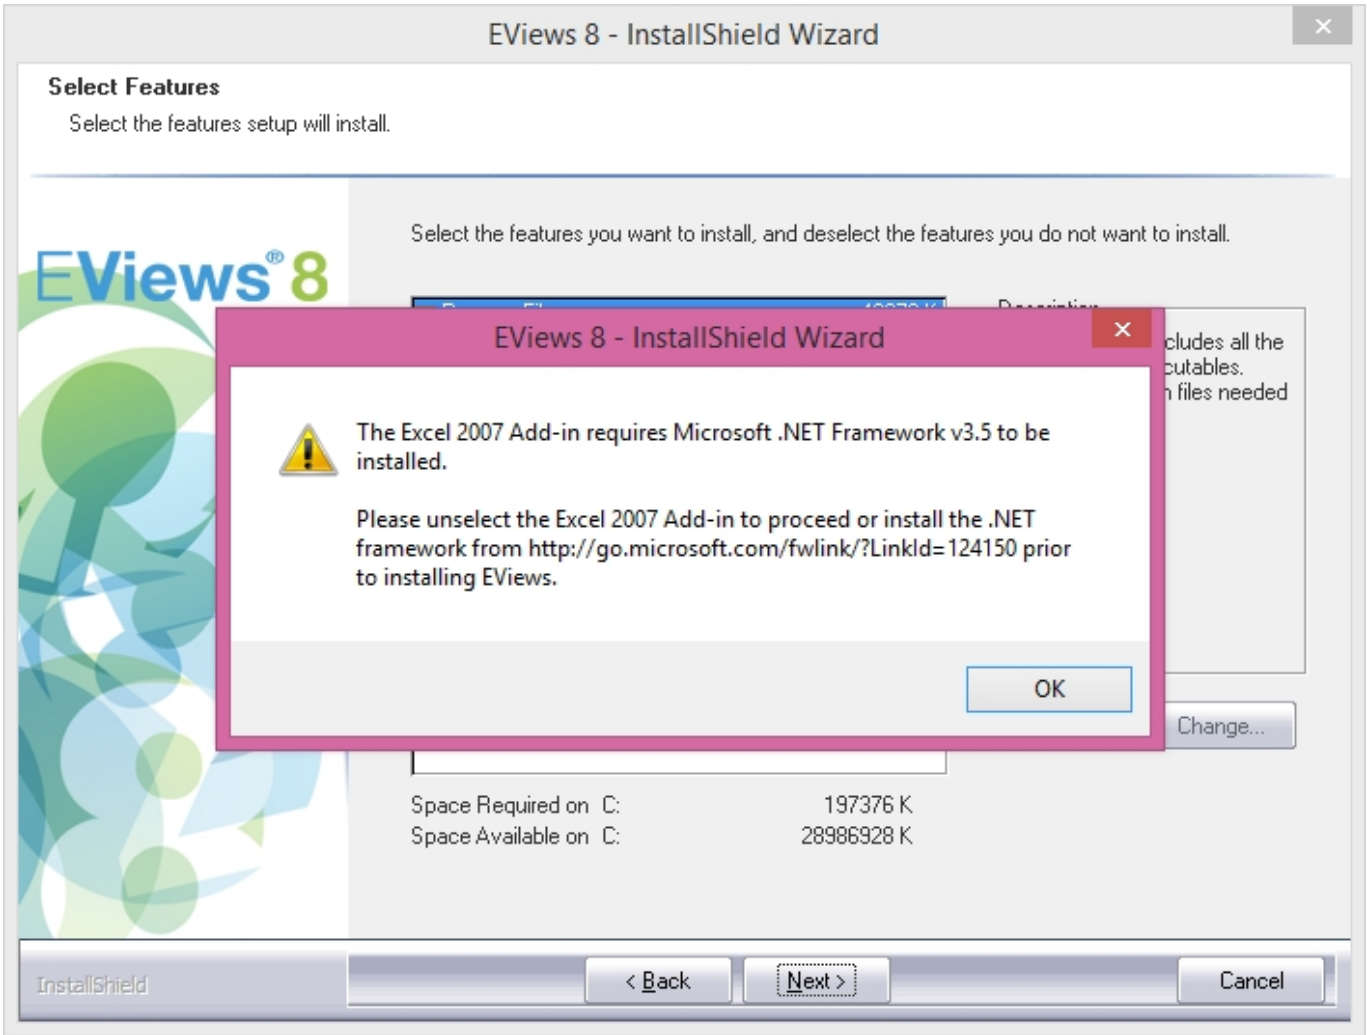 EViews 8 - InstallShield Wizard
Select Features
Select the features setup will install.
Select the features you want to install, and deselect the features you do not want to install.
EViews® 8
Description
EViews 8 - InstallShield Wizard
cludes all the
cutables.
files needed
The Excel 2007 Add-in requires Microsoft .NET Framework v3.5 to be
installed.
Please unselect the Excel 2007 Add-in to proceed or install the .NET
framework from http://go.microsoft.com/fwlink/?LinkId=124150 prior
to installing EViews.
OK
Change...
Space Required on C: 197376 K
Space Available on C: 28986928 K
InstallShield
< Back
Next >
Cancel